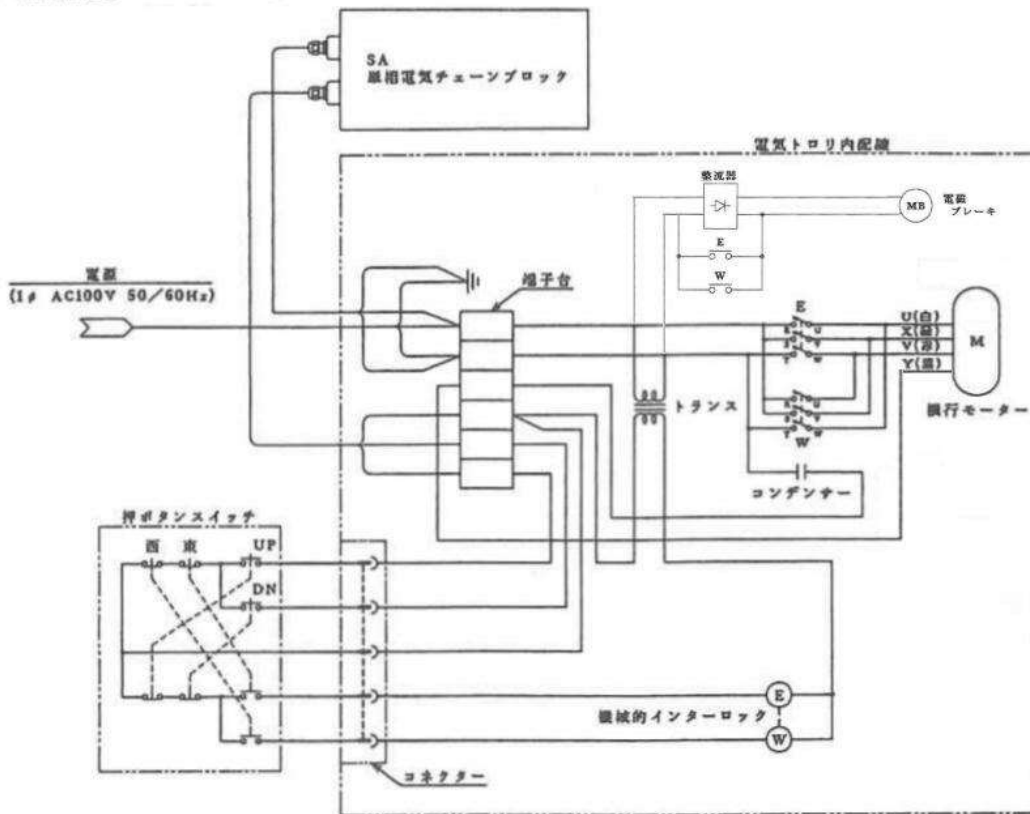 SA
単相電気チェーンブロック
電気トロリ内配線
整流器
MB
電磁
ブレーキ
E
W
電源
(1φ AC100V 50/60Hz)
端子台
E
R U
S V
T W
U(白)
X(緑)
V(赤)
Y(黒)
M
横行モーター
トランス
R U
S V
T W
W
コンデンサー
押ボタンスイッチ
西 東 UP
DN
E
機械的インターロック
W
コネクター